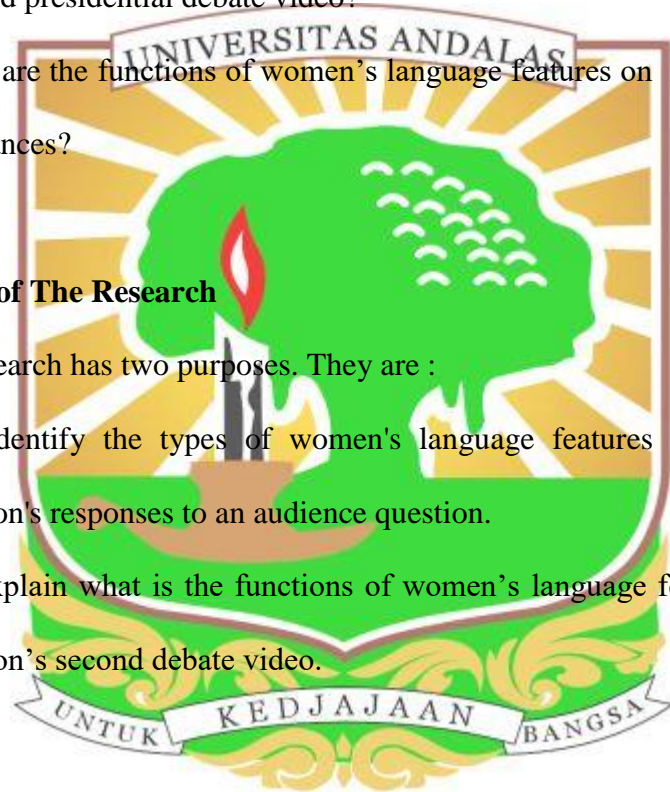 d presidential debate video?
UNIVERSITAS ANDALAS
are the functions of women’s language features on
ances?
of The Research
earch has two purposes. They are :
dentify the types of women's language features
on's responses to an audience question.
xplain what is the functions of women’s language fe
on’s second debate video.
UNTUK KEDJAJAAN BANGSA